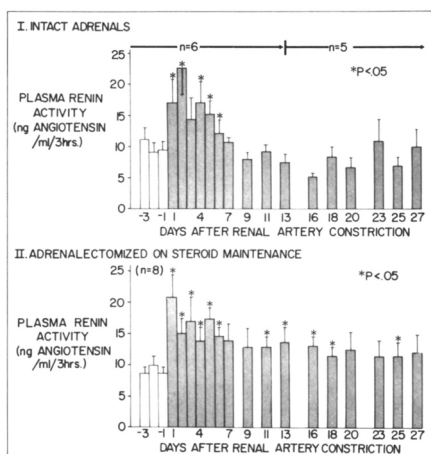 I. INTACT ADRENALS
n=6
n=5
*P<.05
PLASMA RENIN
ACTIVITY
(ng ANGIOTENSIN
/ml/3hrs.)
25
20
15
10
5
0
* * * * *
-3 -1 1 4 7 9 11 13 16 18 20 23 25 27
DAYS AFTER RENAL ARTERY CONSTRICTION
II. ADRENALECTOMIZED ON STEROID MAINTENANCE
(n=8)
*P<.05
PLASMA RENIN
ACTIVITY
(ng ANGIOTENSIN
/ml/3hrs.)
25
20
15
10
5
0
* * * * * * * * * * *
-3 -1 1 4 7 9 11 13 16 18 20 23 25 27
DAYS AFTER RENAL ARTERY CONSTRICTION